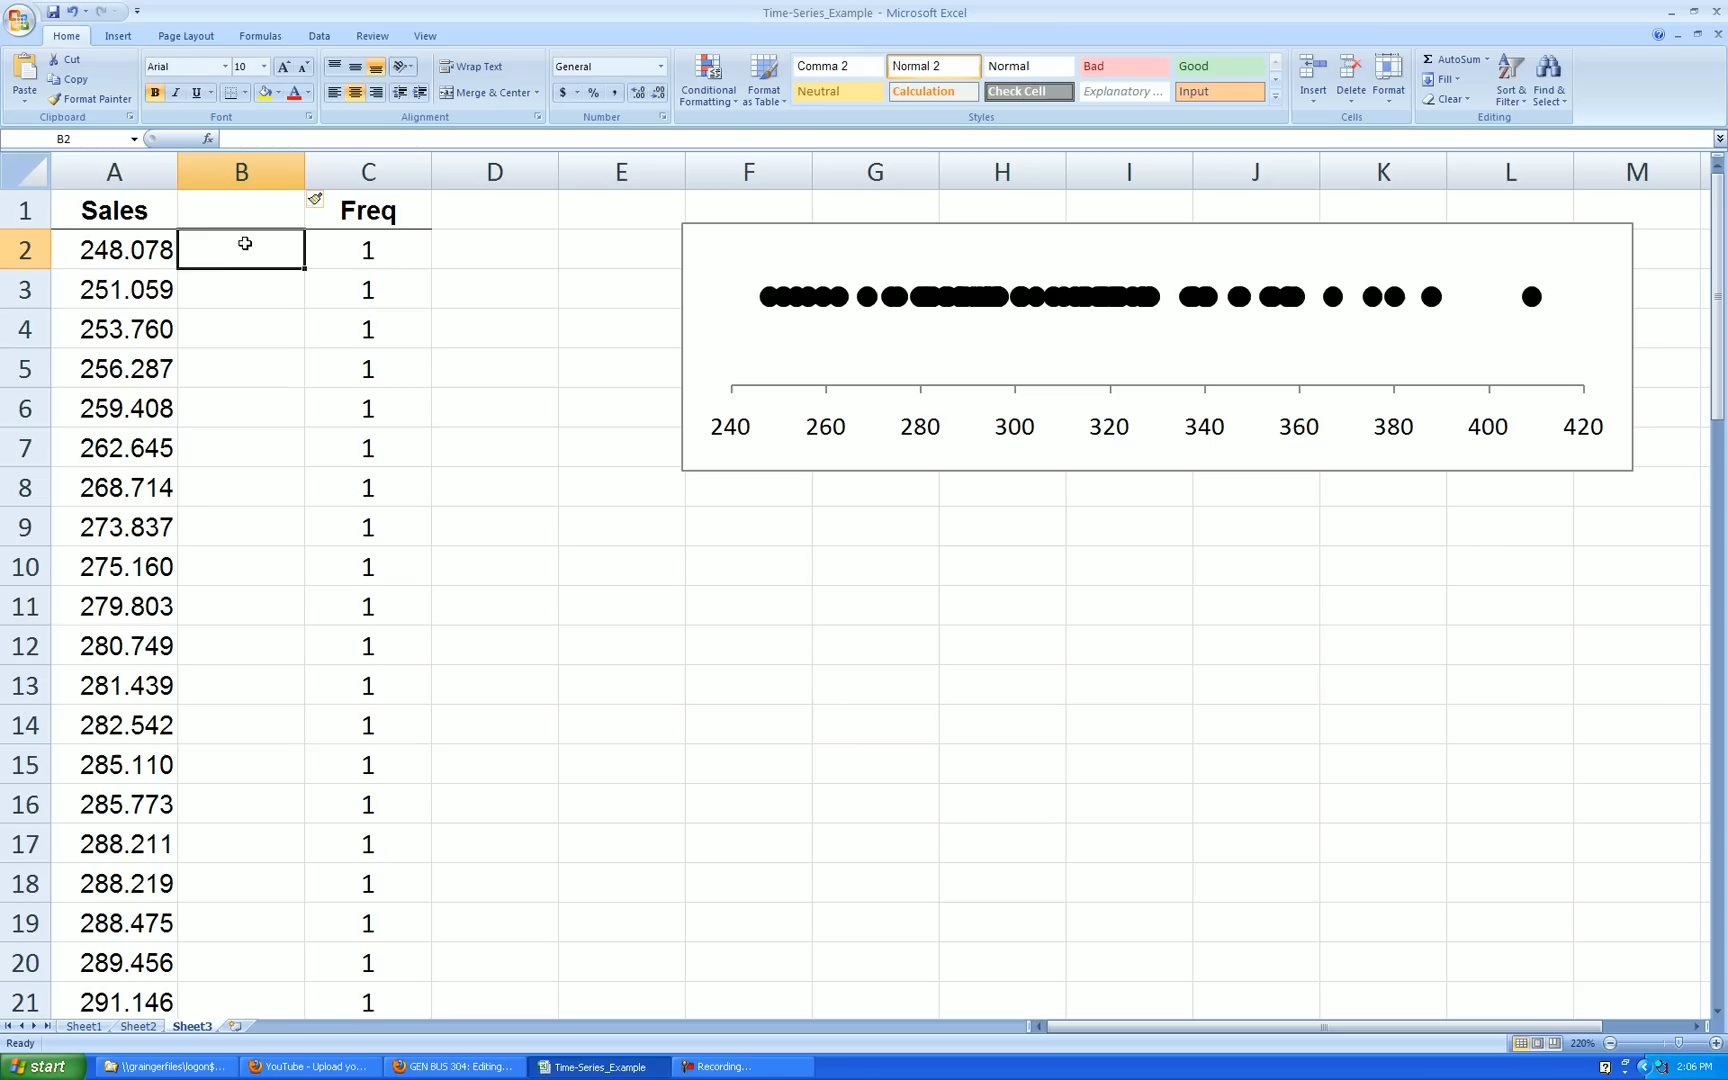 Time-Series_Example - Microsoft Excel
Home Insert Page Layout Formulas Data Review View
Paste
Cut
Copy
Format Painter
Clipboard
Arial 10
B I U
Font
Wrap Text
Merge & Center
Alignment
General
$ % ,
Number
Conditional Formatting
Format as Table
Comma 2 Normal 2 Normal Bad Good
Neutral Calculation Check Cell Explanatory ... Input
Styles
Insert Delete Format
Cells
Σ AutoSum
Fill
Clear
Sort & Filter
Find & Select
Editing
B2 fx
A B C D E F G H I J K L M
1 Sales Freq
2 248.078 1
3 251.059 1
4 253.760 1
5 256.287 1
6 259.408 1
7 262.645 1
8 268.714 1
9 273.837 1
10 275.160 1
11 279.803 1
12 280.749 1
13 281.439 1
14 282.542 1
15 285.110 1
16 285.773 1
17 288.211 1
18 288.219 1
19 288.475 1
20 289.456 1
21 291.146 1
240 260 280 300 320 340 360 380 400 420
Sheet1 Sheet2 Sheet3
Ready 220%
start \\graingerfiles\logon$... YouTube - Upload yo... GEN BUS 304: Editing... Time-Series_Example Recording... 2:06 PM